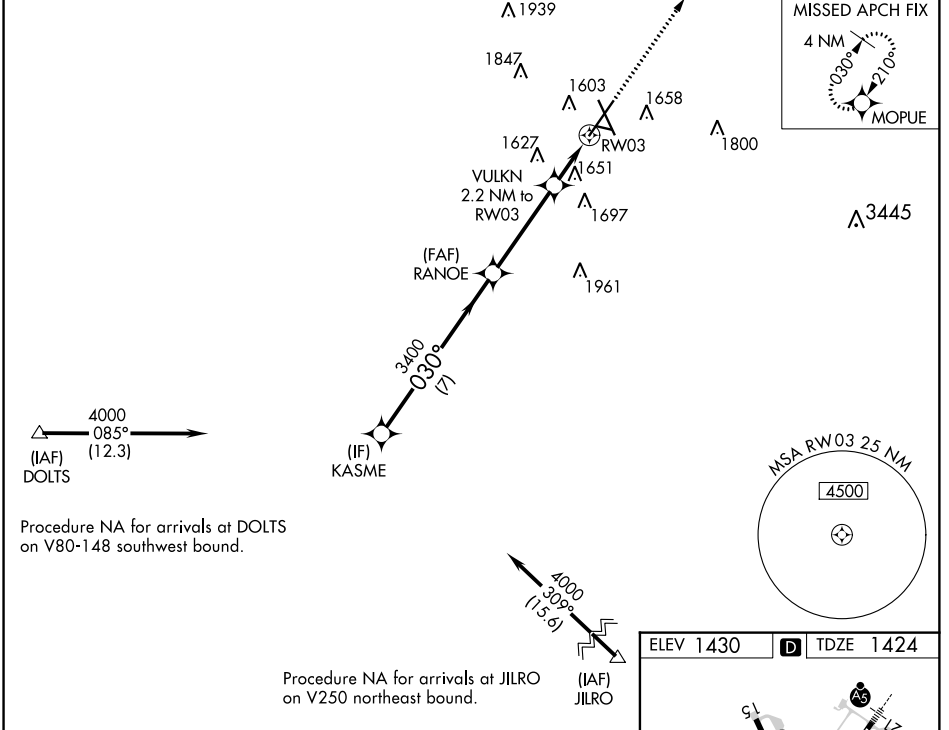 1939
MISSED APCH FIX
4 NM
030°
210°
MOPUE
1847
1603
1658
1800
RW03
1627
1651
VULKN
2.2 NM to
RW03
1697
3445
(FAF)
RANOE
1961
3400
030°
(7)
4000
085°
(12.3)
(IAF)
DOLTS
(IF)
KASME
MSA RW03 25 NM
4500
Procedure NA for arrivals at DOLTS
on V80-148 southwest bound.
4000
309°
(15.6)
(IAF)
JILRO
Procedure NA for arrivals at JILRO
on V250 northeast bound.
ELEV 1430
D
TDZE 1424
A5
15
21